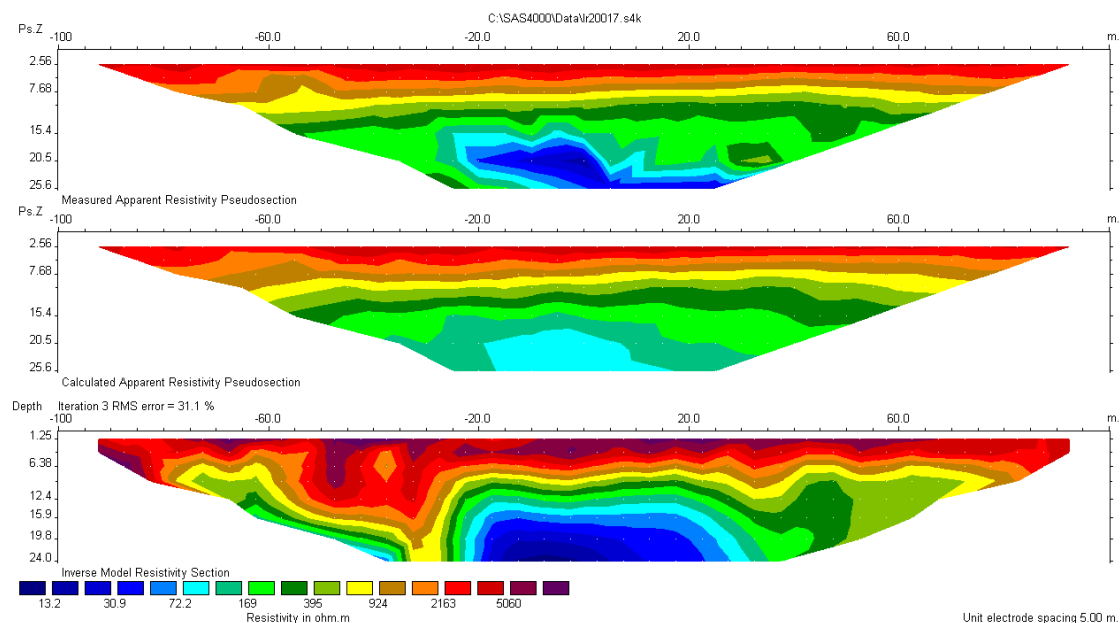 C:\SAS4000\Data\lr20017.s4k
Ps.Z
-100 -60.0 -20.0 20.0 60.0 m.
2.56
7.68
15.4
20.5
25.6
Measured Apparent Resistivity Pseudosection
Ps.Z
-100 -60.0 -20.0 20.0 60.0 m.
2.56
7.68
15.4
20.5
25.6
Calculated Apparent Resistivity Pseudosection
Depth Iteration 3 RMS error = 31.1 %
-100 -60.0 -20.0 20.0 60.0 m.
1.25
6.38
12.4
15.9
19.8
24.0
Inverse Model Resistivity Section
13.2 30.9 72.2 169 395 924 2163 5060
Resistivity in ohm.m
Unit electrode spacing 5.00 m.